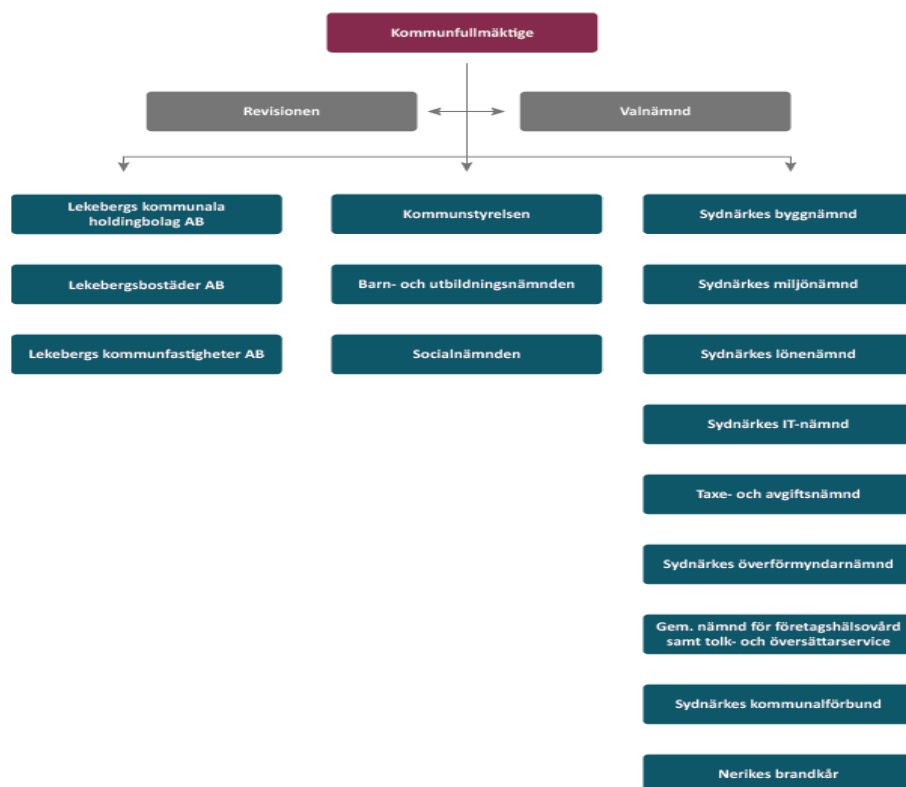 Kommunfullmäktige
Revisionen
Valnämnd
Lekebergs kommunala
holdingbolag AB
Lekebergsbostäder AB
Lekebergs kommunfastigheter AB
Kommunstyrelsen
Barn- och utbildningsnämnden
Socialnämnden
Sydnärkes byggnämnd
Sydnärkes miljönämnd
Sydnärkes lönenämnd
Sydnärkes IT-nämnd
Taxe- och avgiftsnämnd
Sydnärkes överförmyndarnämnd
Gem. nämnd för företagshälsovård
samt tolk- och översättarservice
Sydnärkes kommunalförbund
Nerikes brandkår